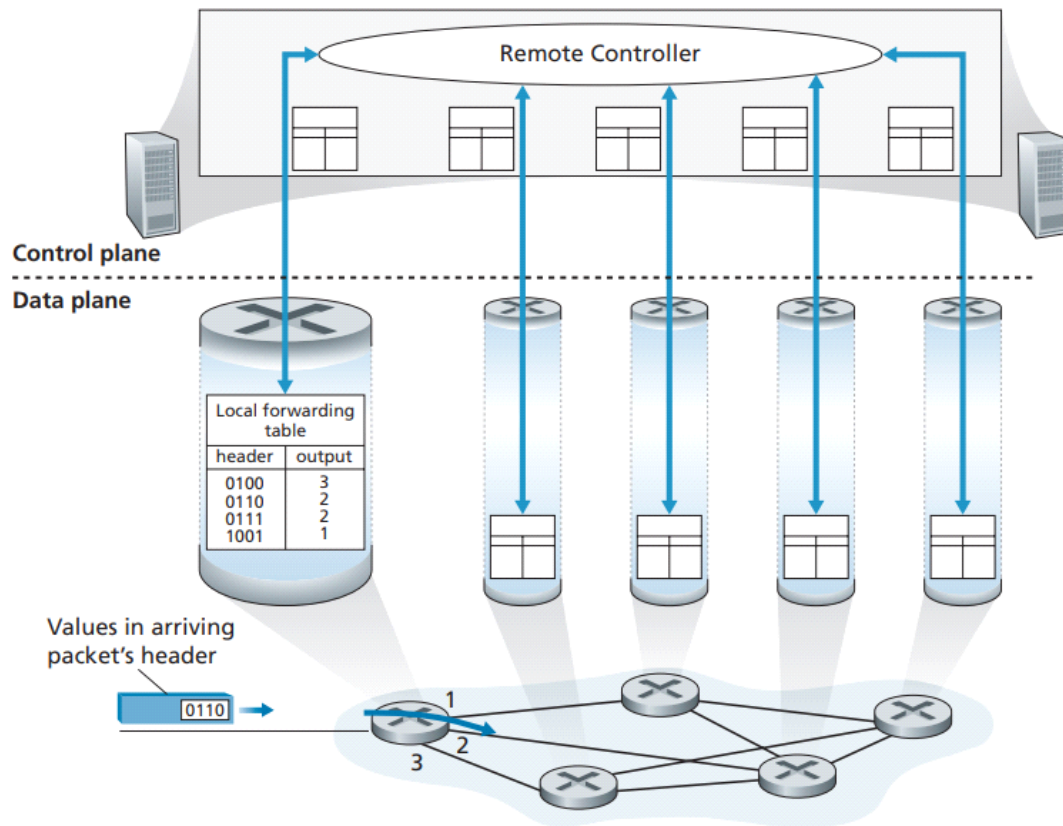 Remote Controller
Control plane
Data plane
Local forwarding
table
header output
0100 3
0110 2
0111 2
1001 1
Values in arriving
packet's header
0110
1
2
3